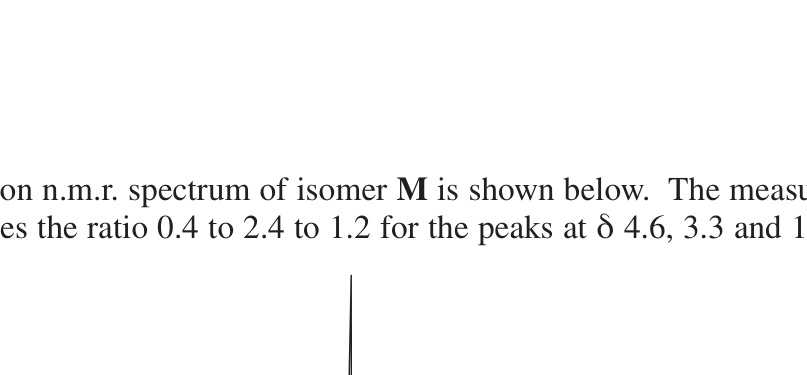 on n.m.r. spectrum of isomer M is shown below. The measu
es the ratio 0.4 to 2.4 to 1.2 for the peaks at δ 4.6, 3.3 and 1